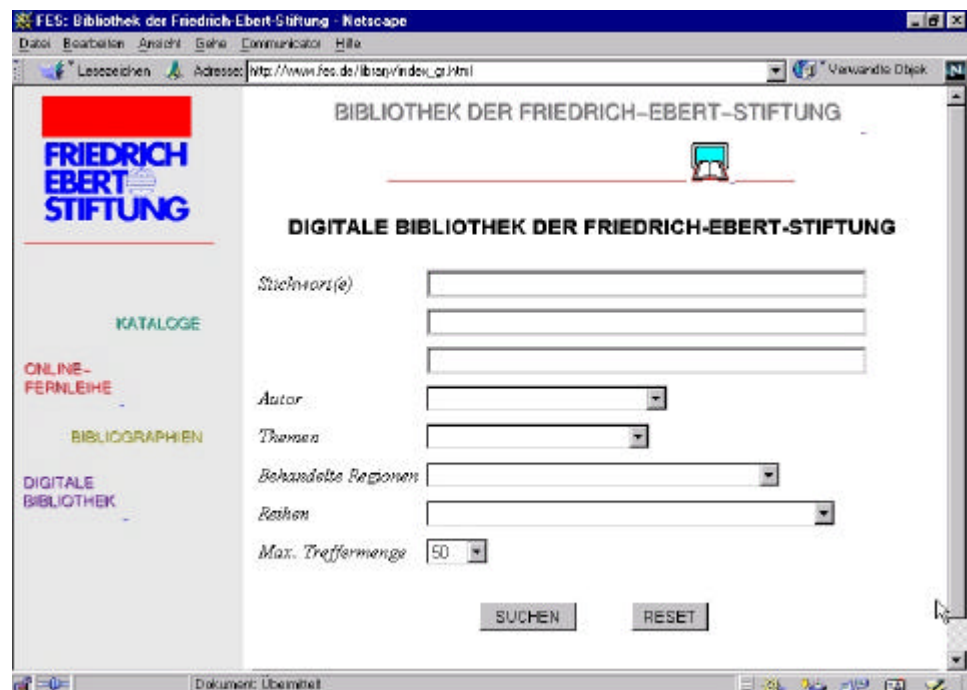 FES: Bibliothek der Friedrich-Ebert-Stiftung - Netscape
Datei Bearbeiten Ansicht Gehe Communicator Hilfe
Lesezeichen Adresse: http://www.fes.de/library/index_gr.html Verwandte Objek
FRIEDRICH
EBERT
STIFTUNG
KATALOGE
ONLINE-
FERNLEIHE
BIBLIOGRAPHIEN
DIGITALE
BIBLIOTHEK
BIBLIOTHEK DER FRIEDRICH-EBERT-STIFTUNG
DIGITALE BIBLIOTHEK DER FRIEDRICH-EBERT-STIFTUNG
Stichwort(e)
Autor
Themen
Behandelte Regionen
Reihen
Max. Treffermenge 50
SUCHEN RESET
Dokument: Übermittelt